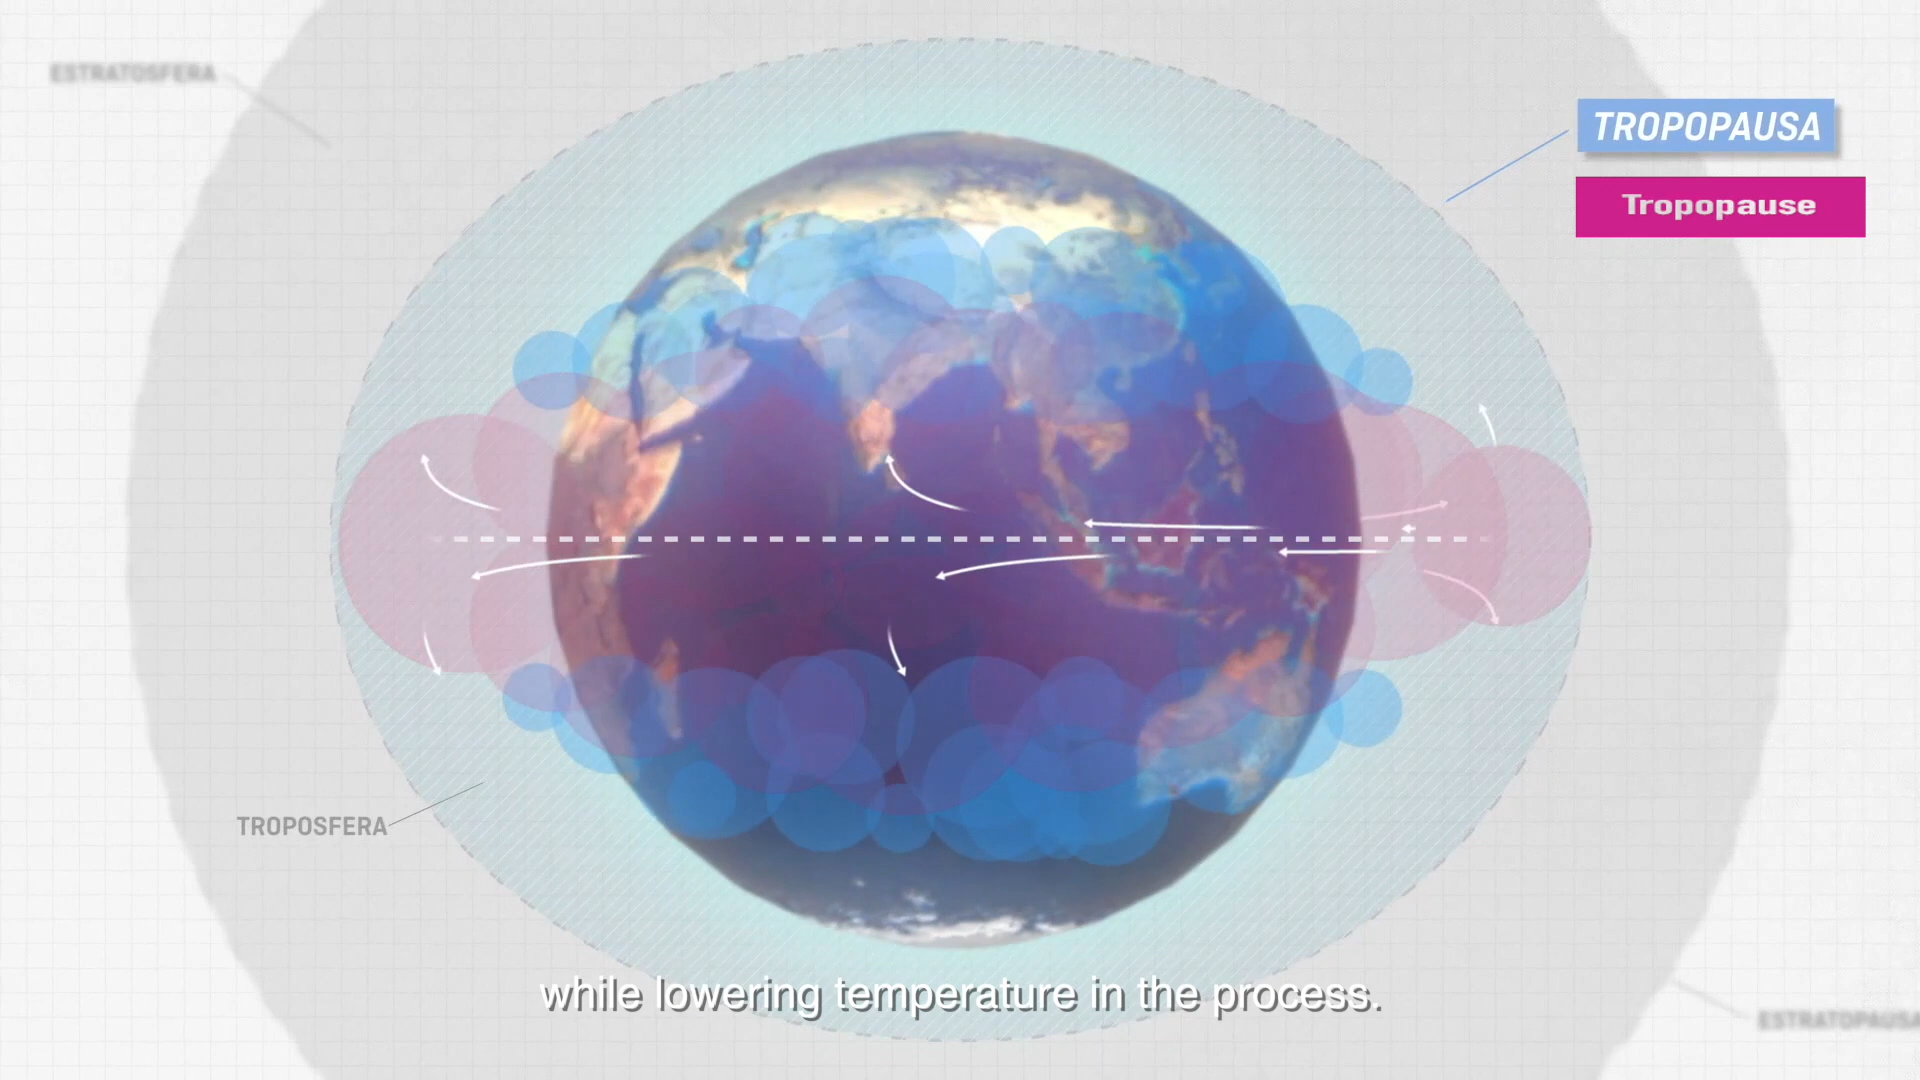 ESTRATOSFERA
TROPOPAUSA
Tropopause
TROPOSFERA
while lowering temperature in the process.
ESTRATOPAUSA